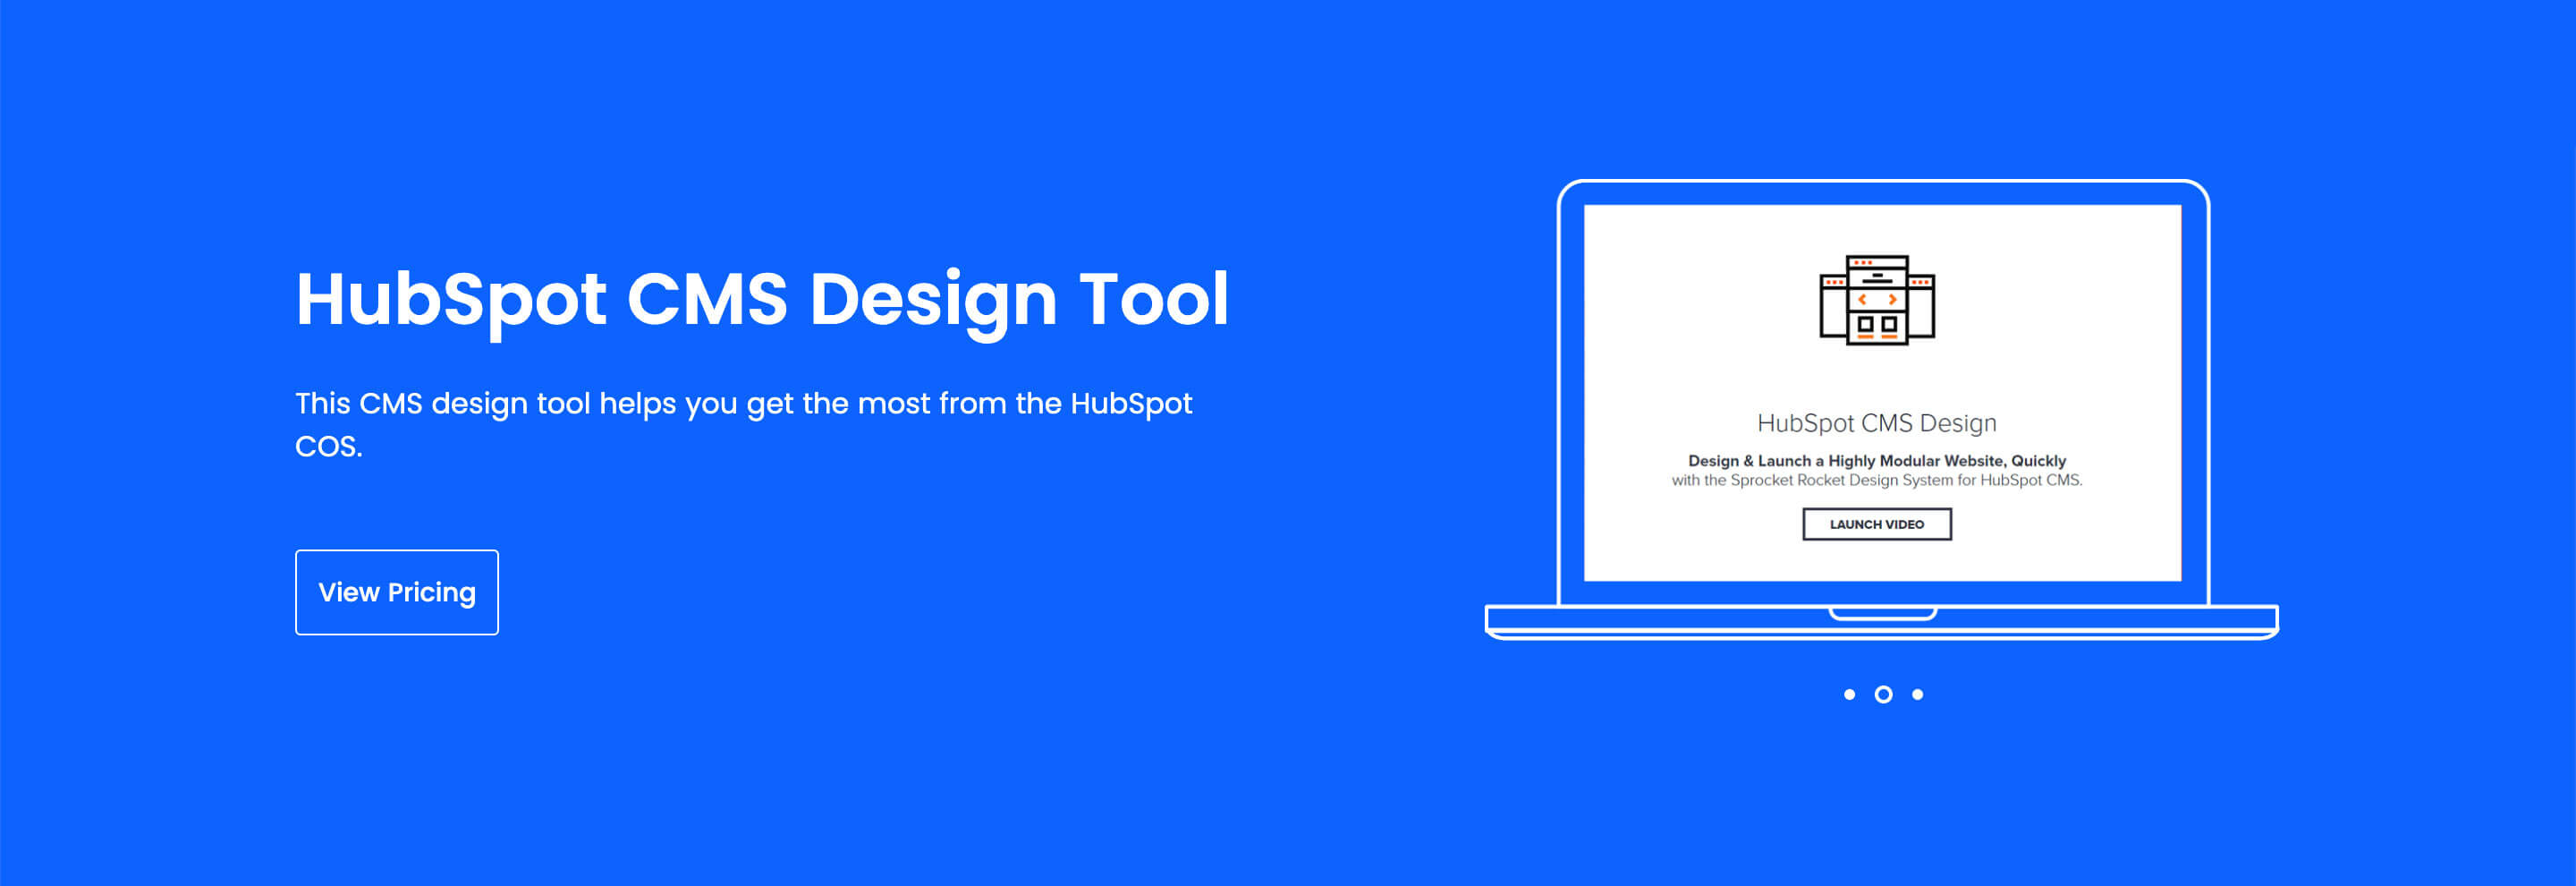 HubSpot CMS Design Tool
This CMS design tool helps you get the most from the HubSpot
COS.
View Pricing
HubSpot CMS Design
Design & Launch a Highly Modular Website, Quickly
with the Sprocket Rocket Design System for HubSpot CMS.
LAUNCH VIDEO